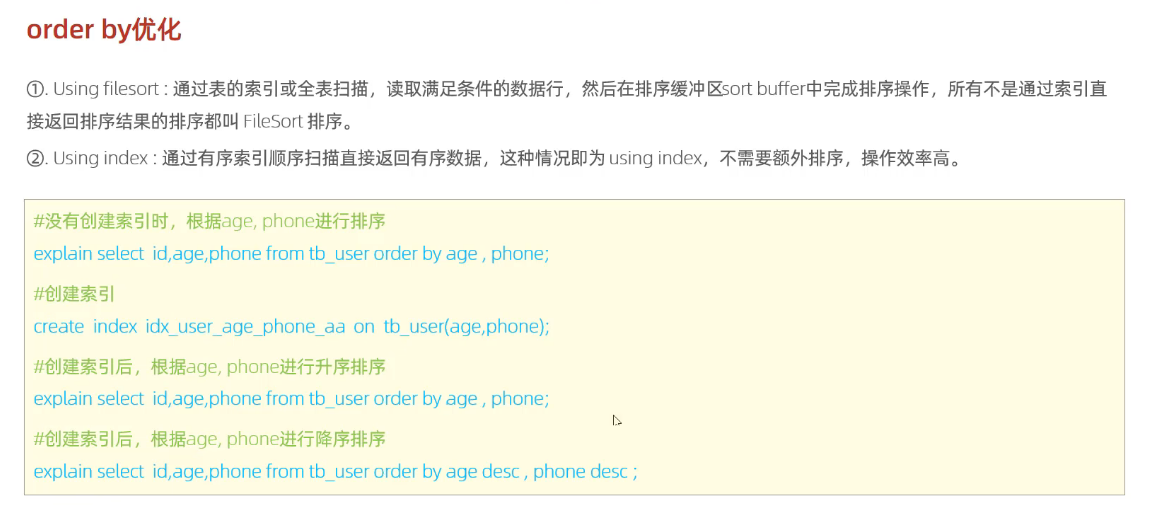 order by优化
①. Using filesort : 通过表的索引或全表扫描，读取满足条件的数据行，然后在排序缓冲区sort buffer中完成排序操作，所有不是通过索引直
接返回排序结果的排序都叫 FileSort 排序。
②. Using index : 通过有序索引顺序扫描直接返回有序数据，这种情况即为 using index，不需要额外排序，操作效率高。
#没有创建索引时，根据age, phone进行排序
explain select  id,age,phone from tb_user order by age , phone;
#创建索引
create  index  idx_user_age_phone_aa  on  tb_user(age,phone);
#创建索引后，根据age, phone进行升序排序
explain select  id,age,phone from tb_user order by age , phone;
#创建索引后，根据age, phone进行降序排序
explain select  id,age,phone from tb_user order by age desc , phone desc ;